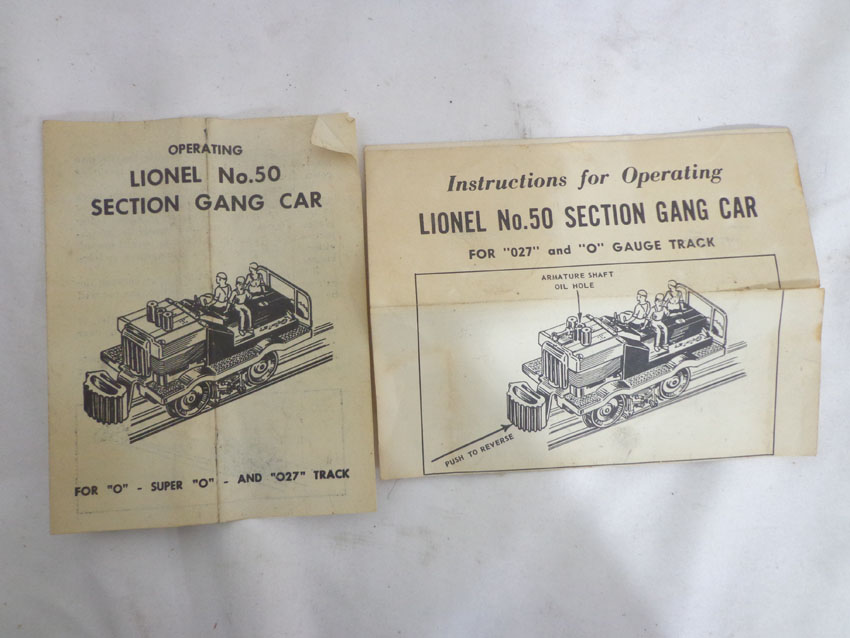 OPERATING
LIONEL No.50
SECTION GANG CAR
FOR "O" - SUPER "O" - AND "027" TRACK
Instructions for Operating
LIONEL No.50 SECTION GANG CAR
FOR "027" and "O" GAUGE TRACK
ARMATURE SHAFT
OIL HOLE
PUSH TO REVERSE